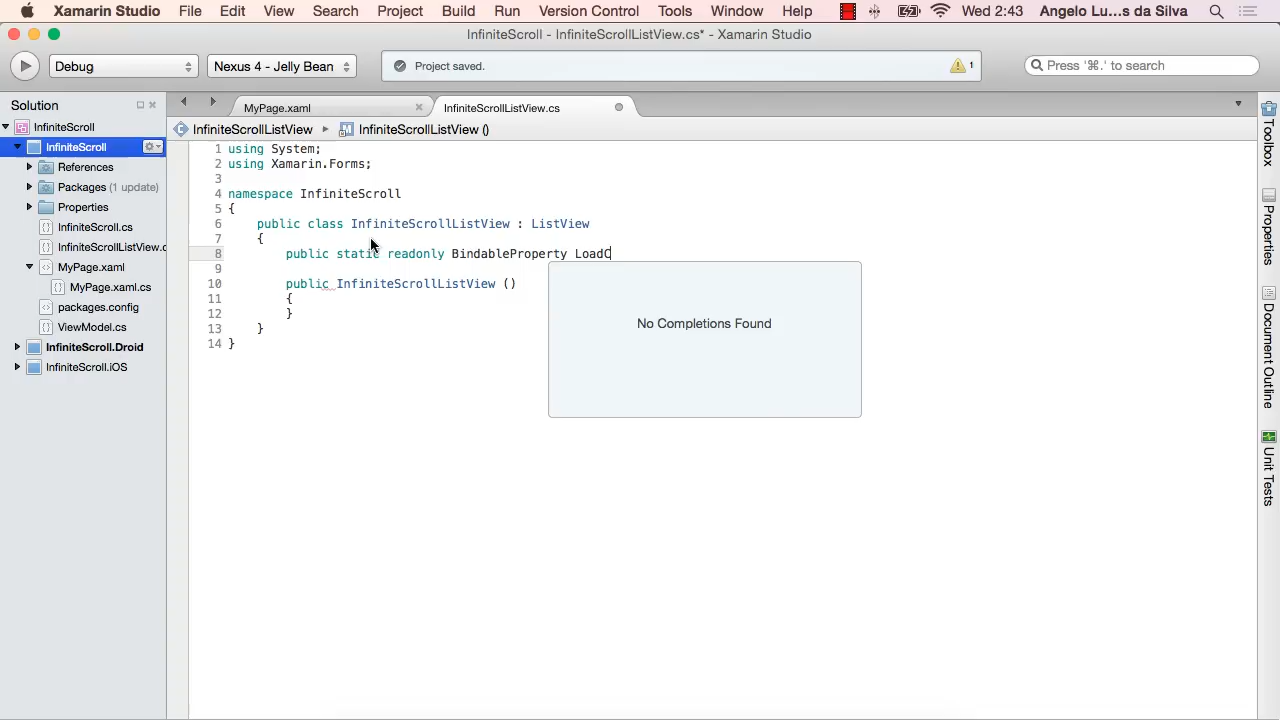 Xamarin Studio File Edit View Search Project Build Run Version Control Tools Window Help Wed 2:43 Angelo Lu...s da Silva
InfiniteScroll - InfiniteScrollListView.cs* - Xamarin Studio
Debug
Nexus 4 - Jelly Bean
Project saved.
1
Press '⌘.' to search
Solution
InfiniteScroll
InfiniteScroll
References
Packages (1 update)
Properties
InfiniteScroll.cs
InfiniteScrollListView.c
MyPage.xaml
MyPage.xaml.cs
packages.config
ViewModel.cs
InfiniteScroll.Droid
InfiniteScroll.iOS
MyPage.xaml
InfiniteScrollListView.cs
InfiniteScrollListView
InfiniteScrollListView ()
1 using System;
2 using Xamarin.Forms;
3
4 namespace InfiniteScroll
5 {
6 public class InfiniteScrollListView : ListView
7 {
8 public static readonly BindableProperty LoadC
9
10 public InfiniteScrollListView ()
11 {
12 }
13 }
14 }
No Completions Found
Toolbox
Properties
Document Outline
Unit Tests